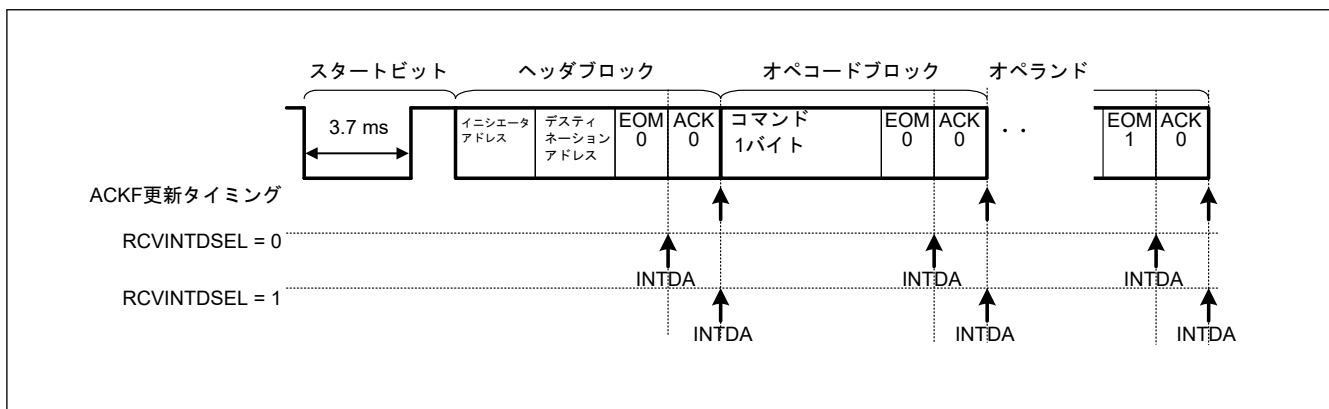 スタートビット ヘッダブロック オペコードブロック オペランド
3.7 ms
イニシエータ
アドレス
デスティ
ネーション
アドレス
EOM
0
ACK
0
コマンド
1バイト
EOM
0
ACK
0
・・
EOM
1
ACK
0
ACKF更新タイミング
RCVINTDSEL = 0
INTDA INTDA INTDA
RCVINTDSEL = 1
INTDA INTDA INTDA